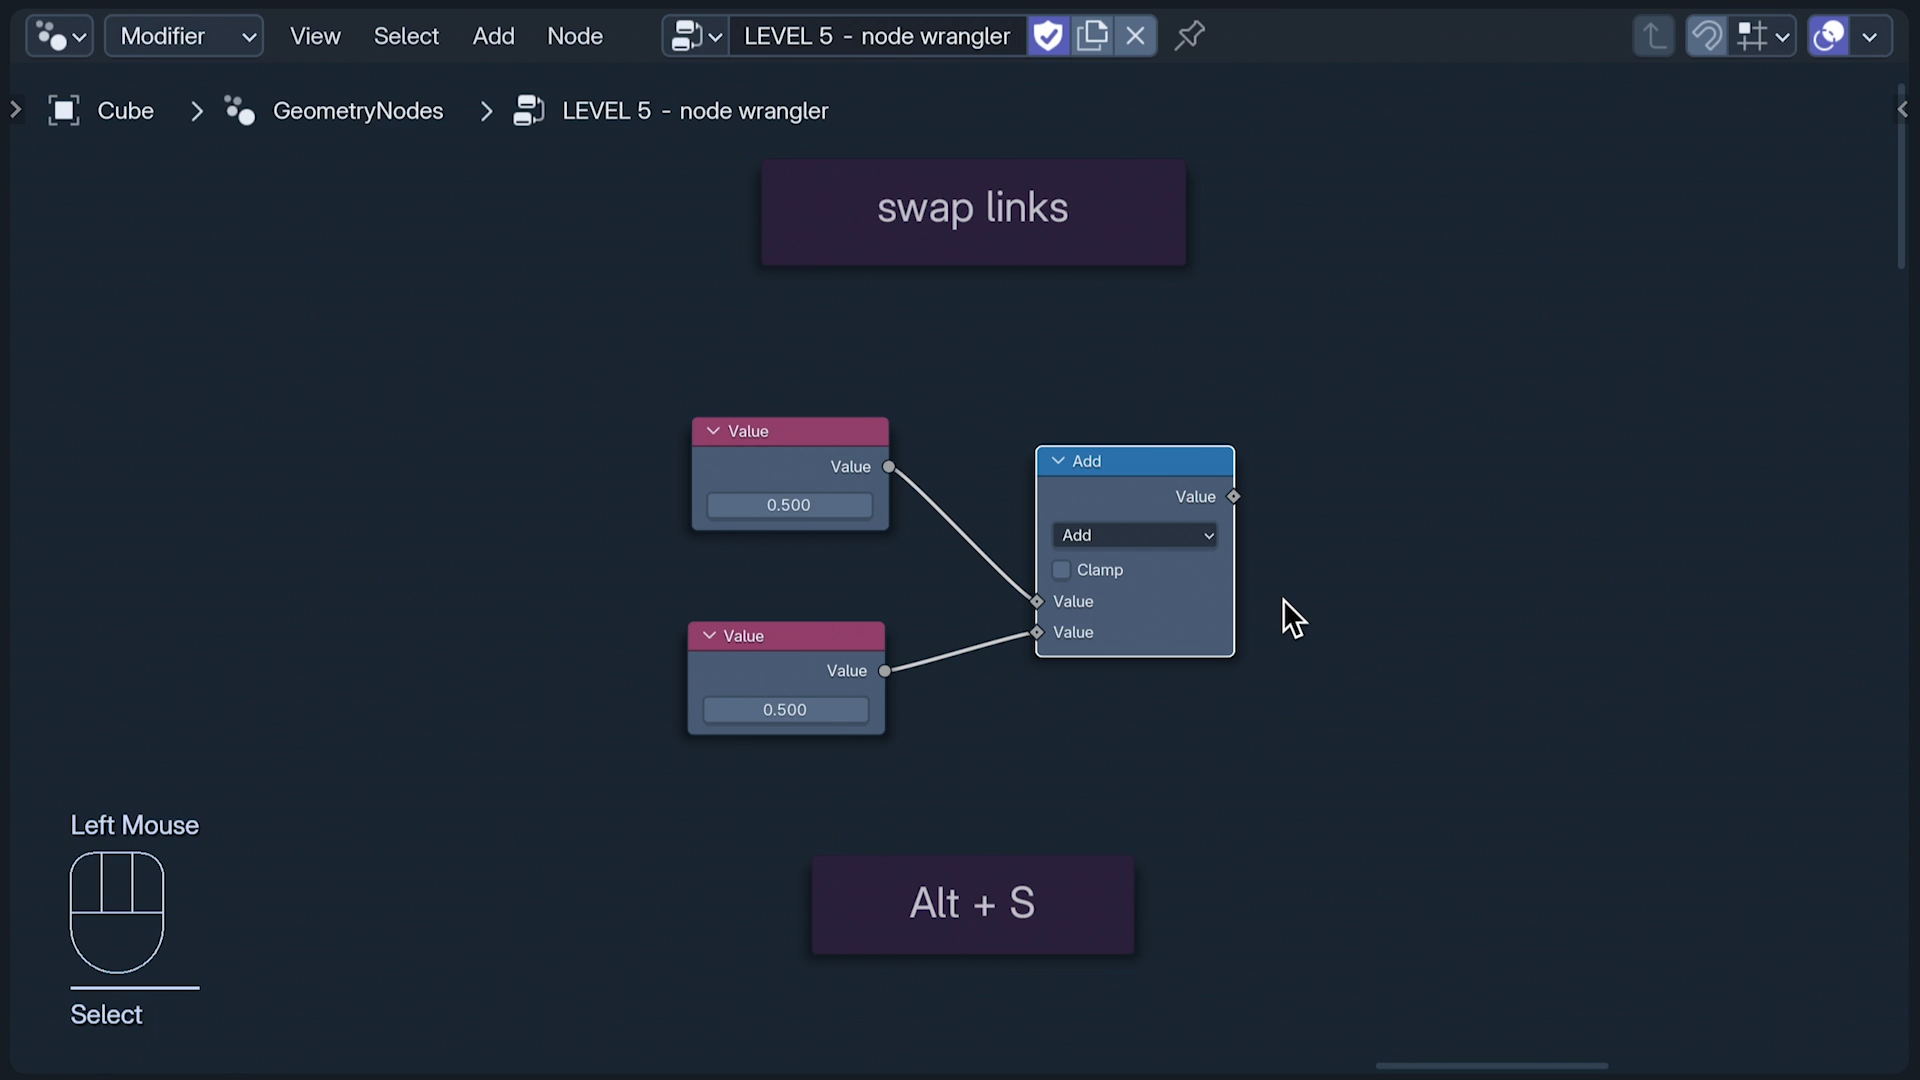 Modifier View Select Add Node LEVEL 5 - node wrangler
Cube GeometryNodes LEVEL 5 - node wrangler
swap links
Value
Value
0.500
Add
Value
Add
Clamp
Value
Value
Value
Value
0.500
Left Mouse
Select
Alt + S